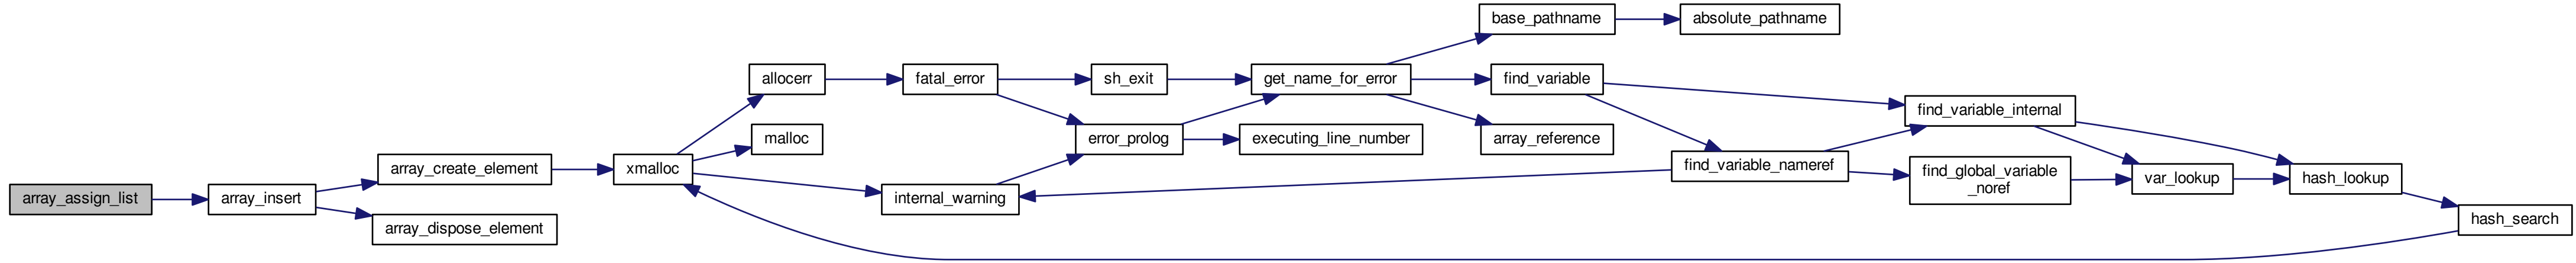 array_assign_list
array_insert
array_create_element
array_dispose_element
xmalloc
allocerr
malloc
internal_warning
fatal_error
sh_exit
error_prolog
get_name_for_error
executing_line_number
base_pathname
absolute_pathname
find_variable
array_reference
find_variable_nameref
find_variable_internal
find_global_variable
_noref
var_lookup
hash_lookup
hash_search